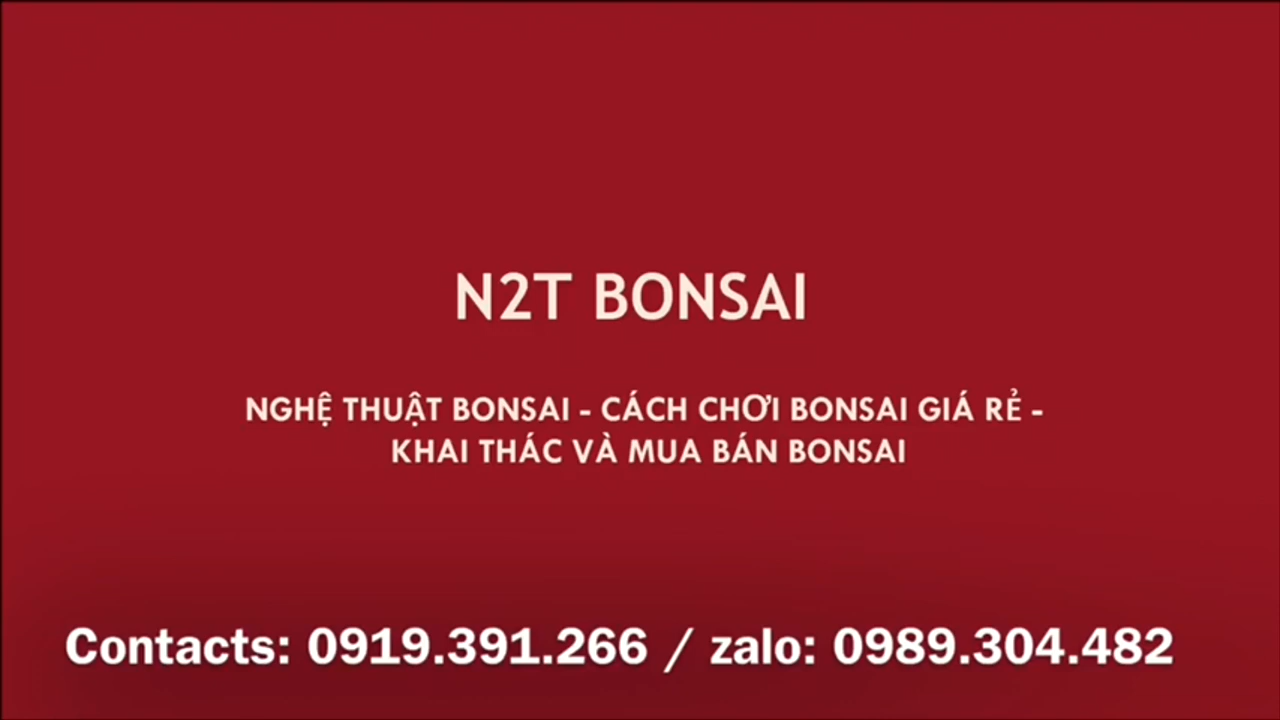 N2T BONSAI
NGHỆ THUẬT BONSAI - CÁCH CHƠI BONSAI GIÁ RẺ -
KHAI THÁC VÀ MUA BÁN BONSAI
Contacts: 0919.391.266 / zalo: 0989.304.482